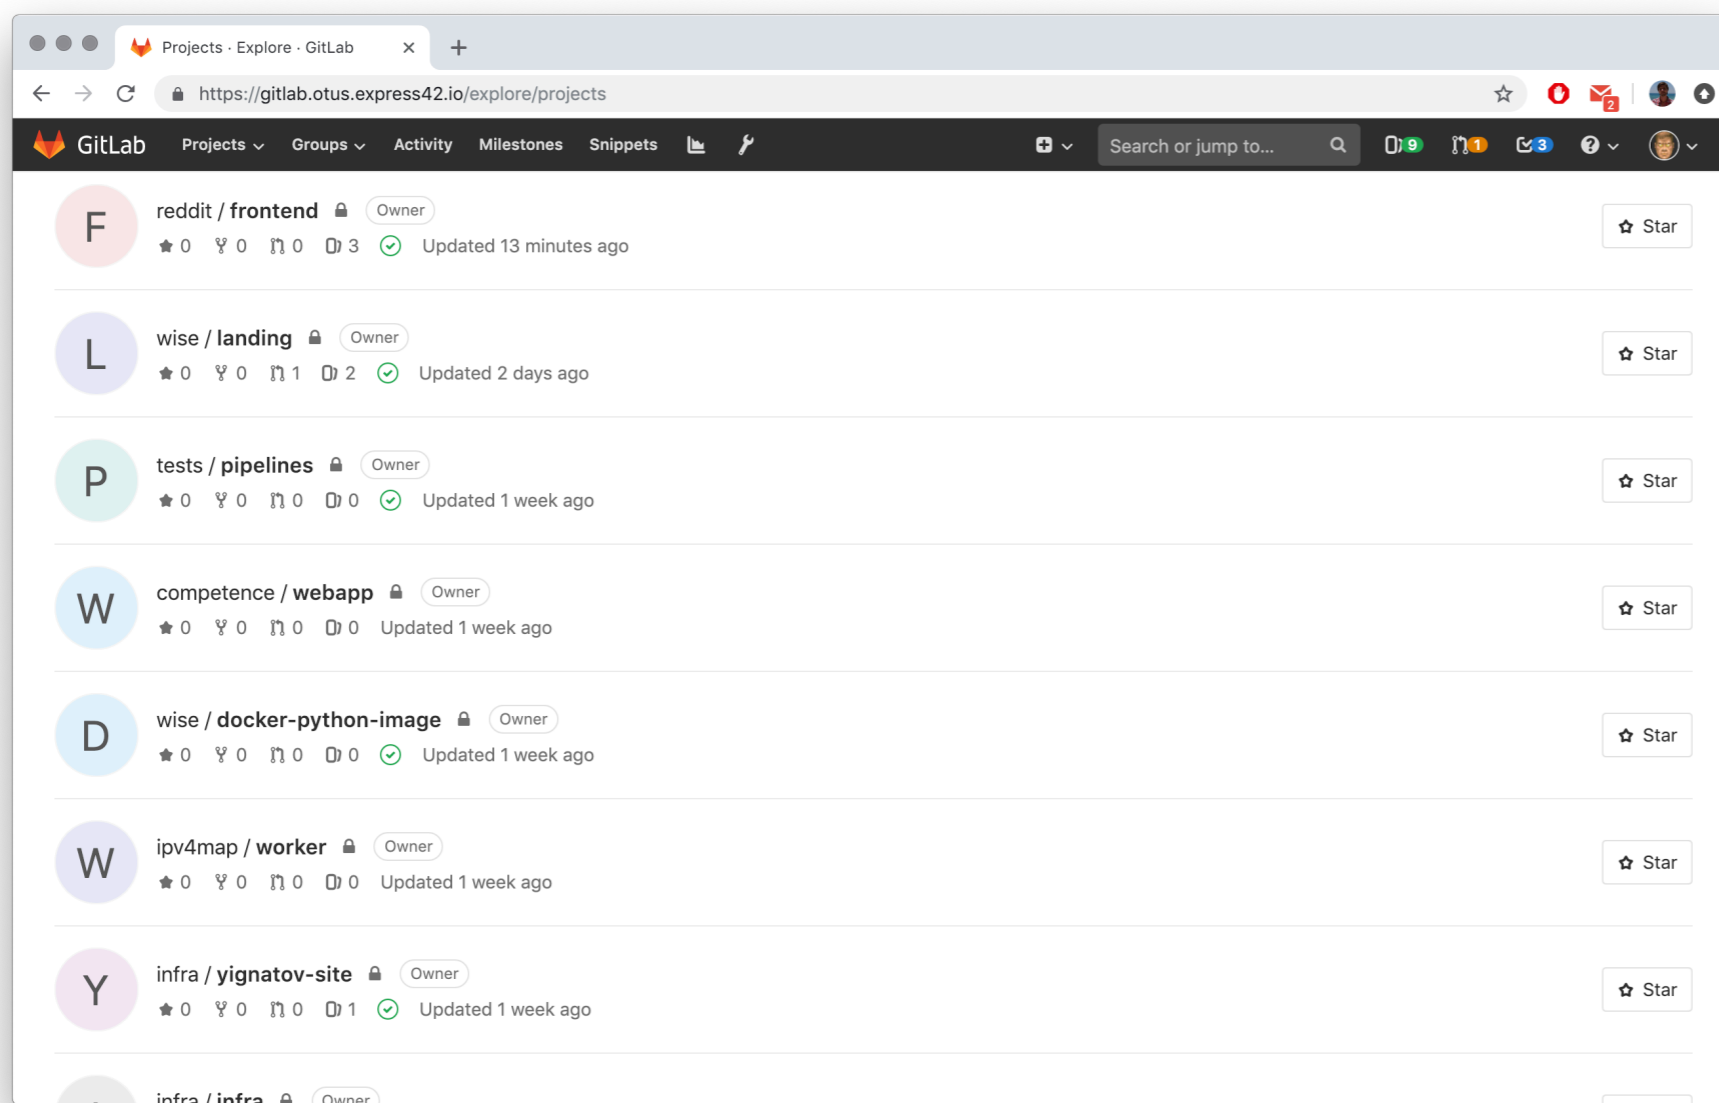 Projects · Explore · GitLab
https://gitlab.otus.express42.io/explore/projects
2
GitLab Projects Groups Activity Milestones Snippets Search or jump to... 9 1 3
F
reddit / frontend Owner
0 0 0 3 Updated 13 minutes ago
Star
L
wise / landing Owner
0 0 1 2 Updated 2 days ago
Star
P
tests / pipelines Owner
0 0 0 0 Updated 1 week ago
Star
W
competence / webapp Owner
0 0 0 0 Updated 1 week ago
Star
D
wise / docker-python-image Owner
0 0 0 0 Updated 1 week ago
Star
W
ipv4map / worker Owner
0 0 0 0 Updated 1 week ago
Star
Y
infra / yignatov-site Owner
0 0 0 1 Updated 1 week ago
Star
infra / infra Owner